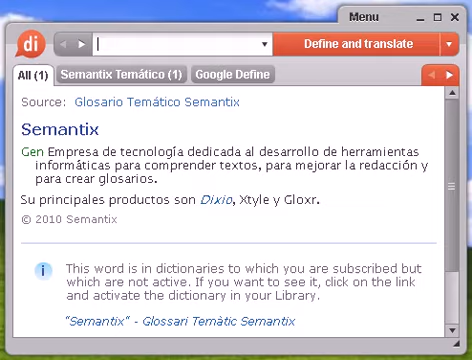 Menu
di
Define and translate
All (1)
Semantix Temático (1)
Google Define
Source: Glosario Temático Semantix
Semantix
Gen Empresa de tecnología dedicada al desarrollo de herramientas
informáticas para comprender textos, para mejorar la redacción y
para crear glosarios.
Su principales productos son Dixio, Xtyle y Gloxr.
© 2010 Semantix
i
This word is in dictionaries to which you are subscribed but
which are not active. If you want to see it, click on the link
and activate the dictionary in your Library.
"Semantix" - Glossari Temàtic Semantix